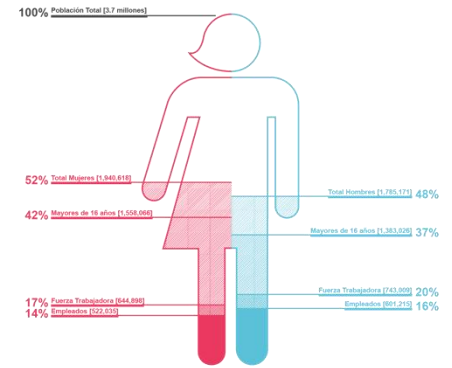 100% Población Total [3.7 millones]
52% Total Mujeres [1,940,618]
Total Hombres [1,785,171] 48%
42% Mayores de 16 años [1,558,066]
Mayores de 16 años [1,383,026] 37%
Fuerza Trabajadora [743,009] 20%
17% Fuerza Trabajadora [644,898]
Empleados [601,215] 16%
14% Empleados [522,035]